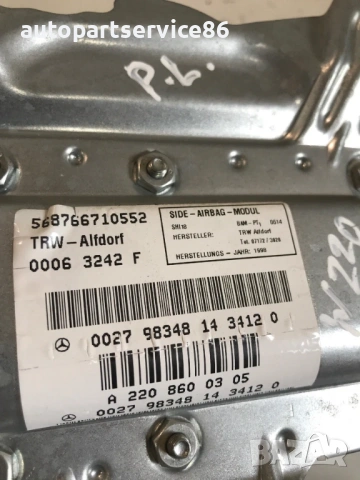 autopartservice86
P.L.
568766710552
TRW-Alfdorf
0006 3242 F
SIDE-AIRBAG-MODUL
HERSTELLER: TRW Alfdorf
HERSTELLUNGS-JAHR: 1998
W220
0027 98348 14 3412 0
A 220 860 03 05
0027 98348 14 3412 0
БАZAR